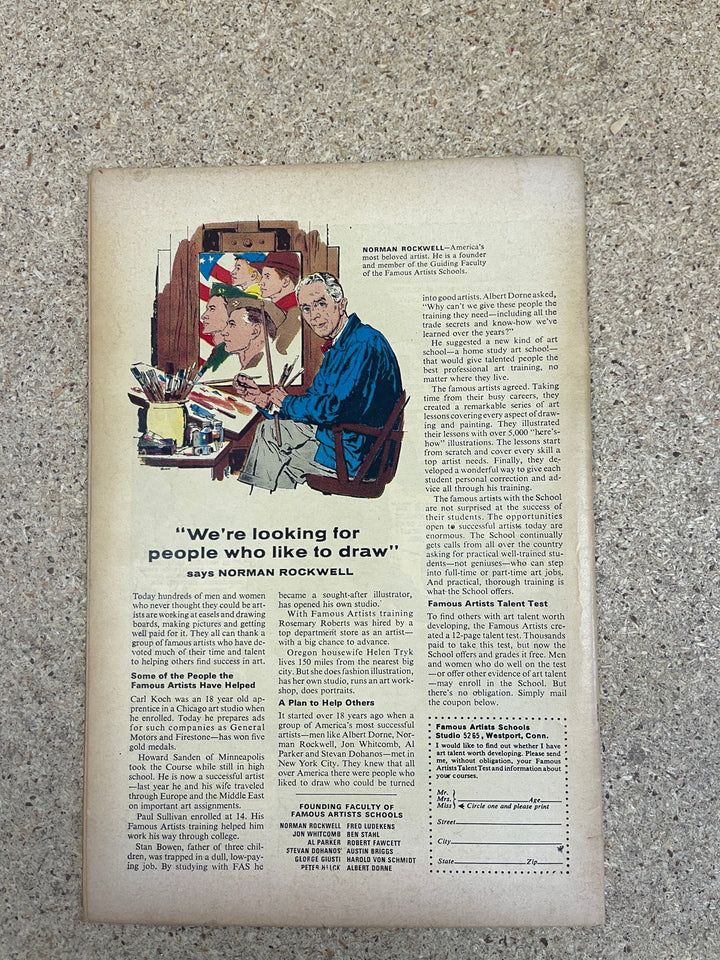 NORMAN ROCKWELL—America's
most beloved artist. He is a founder
and member of the Guiding Faculty
of the Famous Artists Schools.
"We're looking for
people who like to draw"
says NORMAN ROCKWELL
Today hundreds of men and women
who never thought they could be art-
ists are working at easels and drawing
boards, making pictures and getting
well paid for it. They all can thank a
group of famous artists who have de-
voted much of their time and talent
to helping others find success in art.
Some of the People the
Famous Artists Have Helped
Carl Koch was an 18 year old ap-
prentice in a Chicago art studio when
he enrolled. Today he prepares ads
for such companies as General
Motors and Firestone—has won five
gold medals.
Howard Sanden of Minneapolis
took the Course while still in high
school. He is now a successful artist
—last year he and his wife traveled
through Europe and the Middle East
on important art assignments.
Paul Sullivan enrolled at 14. His
Famous Artists training helped him
work his way through college.
Stan Bowen, father of three chil-
dren, was trapped in a dull, low-pay-
ing job. By studying with FAS he
became a sought-after illustrator,
has opened his own studio.
With Famous Artists training
Rosemary Roberts was hired by a
top department store as an artist—
with a big chance to advance.
Oregon housewife Helen Tryk
lives 150 miles from the nearest big
city. But she does fashion illustration,
has her own studio, runs an art work-
shop, does portraits.
A Plan to Help Others
It started over 18 years ago when a
group of America's most successful
artists—men like Albert Dorne, Nor-
man Rockwell, Jon Whitcomb, Al
Parker and Stevan Dohanos—met in
New York City. They knew that all
over America there were people who
liked to draw who could be turned
FOUNDING FACULTY OF
FAMOUS ARTISTS SCHOOLS
NORMAN ROCKWELL FRED LUDEKENS
JON WHITCOMB BEN STAHL
AL PARKER ROBERT FAWCETT
STEVAN DOHANOS AUSTIN BRIGGS
GEORGE GIUSTI HAROLD VON SCHMIDT
PETER HELCK ALBERT DORNE
into good artists. Albert Dorne asked,
"Why can't we give these people the
training they need—including all the
trade secrets and know-how we've
learned over the years?"
He suggested a new kind of art
school—a home study art school—
that would give talented people the
best professional art training, no
matter where they live.
The famous artists agreed. Taking
time from their busy careers, they
created a remarkable series of art
lessons covering every aspect of draw-
ing and painting. They illustrated
their lessons with over 5,000 "here's-
how" illustrations. The lessons start
from scratch and cover every skill a
top artist needs. Finally, they de-
veloped a wonderful way to give each
student personal correction and ad-
vice all through his training.
The famous artists with the School
are not surprised at the success of
their students. The opportunities
open to successful artists today are
enormous. The School continually
gets calls from all over the country
asking for practical well-trained stu-
dents—not geniuses—who can step
into full-time or part-time art jobs.
And practical, thorough training is
what the School offers.
Famous Artists Talent Test
To find others with art talent worth
developing, the Famous Artists cre-
ated a 12-page talent test. Thousands
paid to take this test, but now the
School offers and grades it free. Men
and women who do well on the test
—or offer other evidence of art talent
—may enroll in the School. But
there's no obligation. Simply mail
the coupon below.
Famous Artists Schools
Studio 5265, Westport, Conn.
I would like to find out whether I have
art talent worth developing. Please send
me, without obligation, your Famous
Artists Talent Test and information about
your courses.
Mr.
Mrs. Age
Miss Circle one and please print
Street
City
State Zip